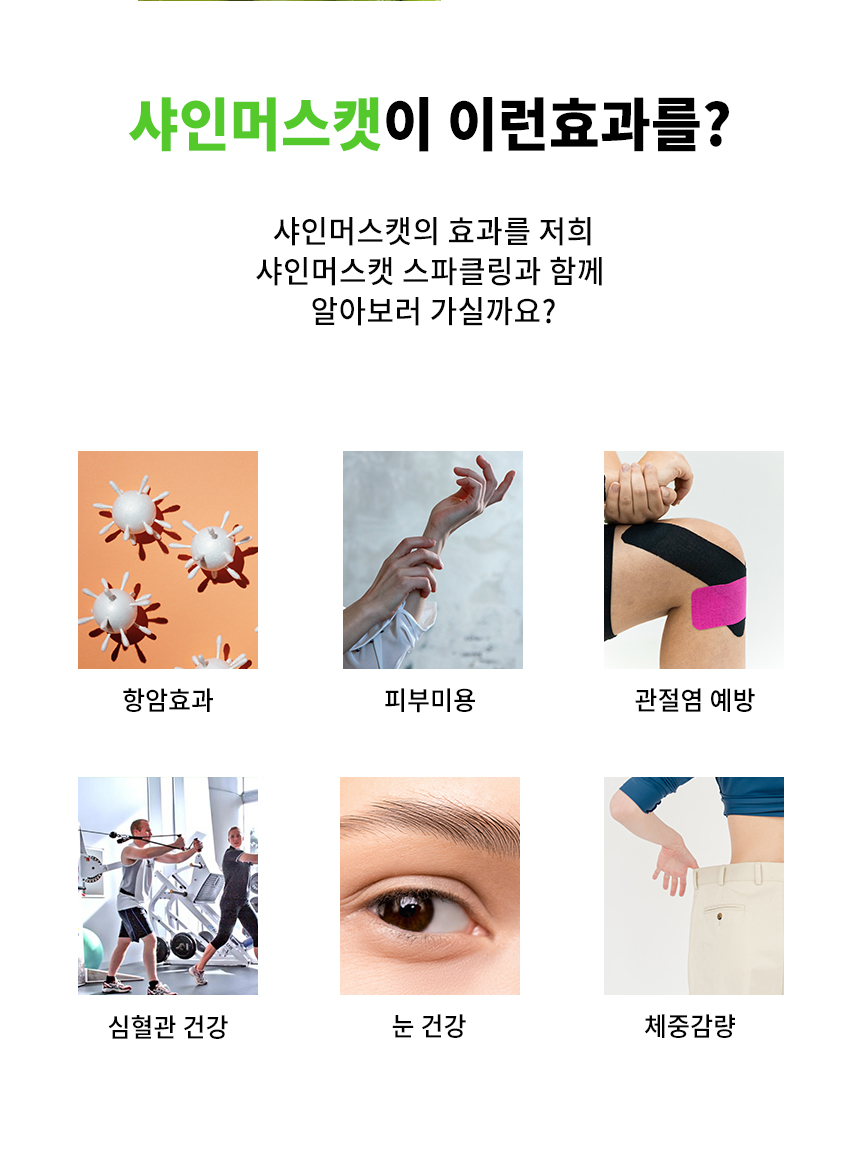 샤인머스캣이 이런효과를?
샤인머스캣의 효과를 저희
샤인머스캣 스파클링과 함께
알아보러 가실까요?
항암효과
피부미용
관절염 예방
심혈관 건강
눈 건강
체중감량